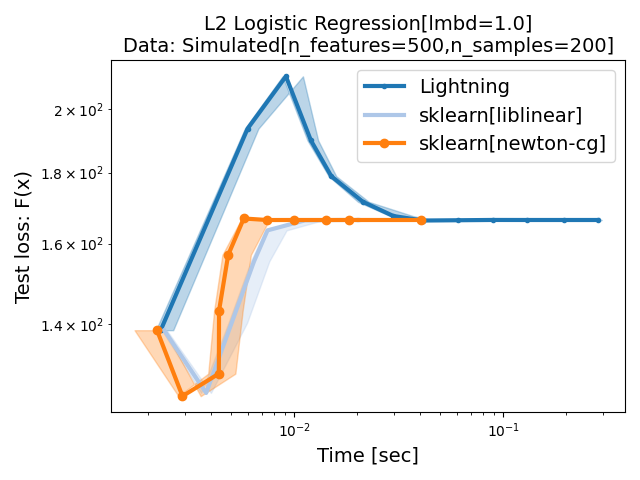 L2 Logistic Regression[lmbd=1.0]
Data: Simulated[n_features=500,n_samples=200]
Lightning
sklearn[liblinear]
sklearn[newton-cg]
Test loss: F(x)
2 × 10²
1.8 × 10²
1.6 × 10²
1.4 × 10²
10⁻²
10⁻¹
Time [sec]